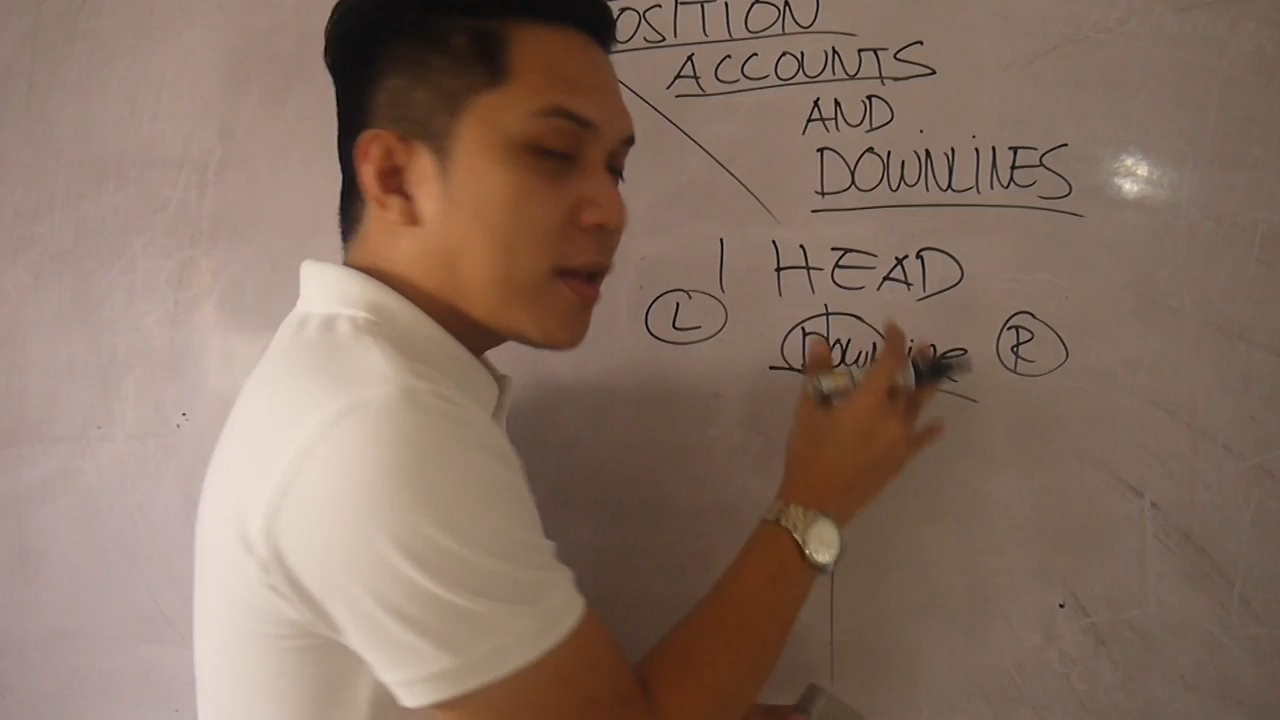 OSITION
ACCOUNTS
AND
DOWNLINES
1 HEAD
L Downline R